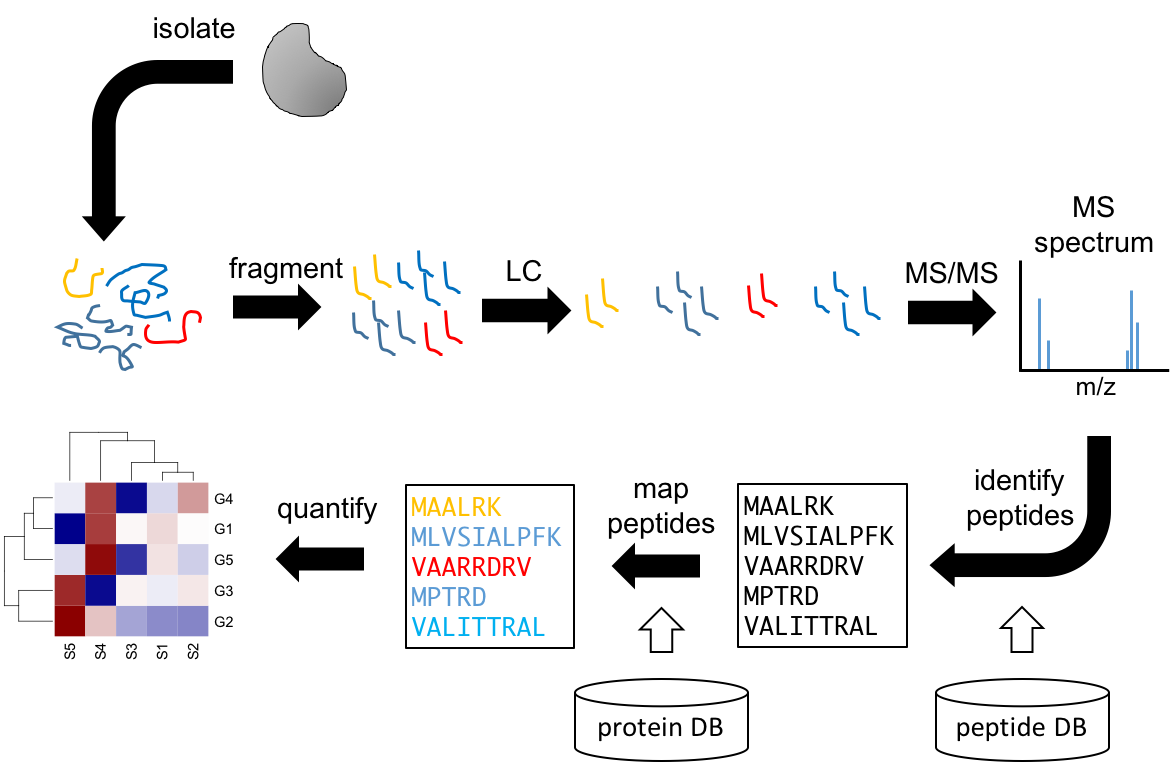 isolate
fragment
LC
MS/MS
MS
spectrum
m/z
identify
peptides
peptide DB
MAALRK
MLVSIALPFK
VAARRDRV
MPTRD
VALITTRAL
map
peptides
protein DB
MAALRK
MLVSIALPFK
VAARRDRV
MPTRD
VALITTRAL
quantify
G4
G1
G5
G3
G2
S5 S4 S3 S1 S2